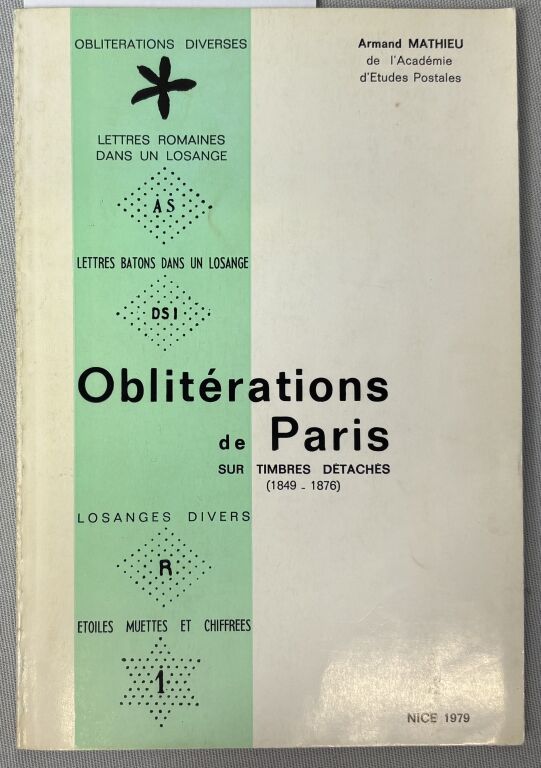 OBLITERATIONS DIVERSES
Armand MATHIEU
de l'Académie
d'Etudes Postales
LETTRES ROMAINES
DANS UN LOSANGE
AS
LETTRES BATONS DANS UN LOSANGE
DS1
Oblitérations
de Paris
SUR TIMBRES DÉTACHÉS
(1849 - 1876)
LOSANGES DIVERS
R
ETOILES MUETTES ET CHIFFREES
1
NICE 1979